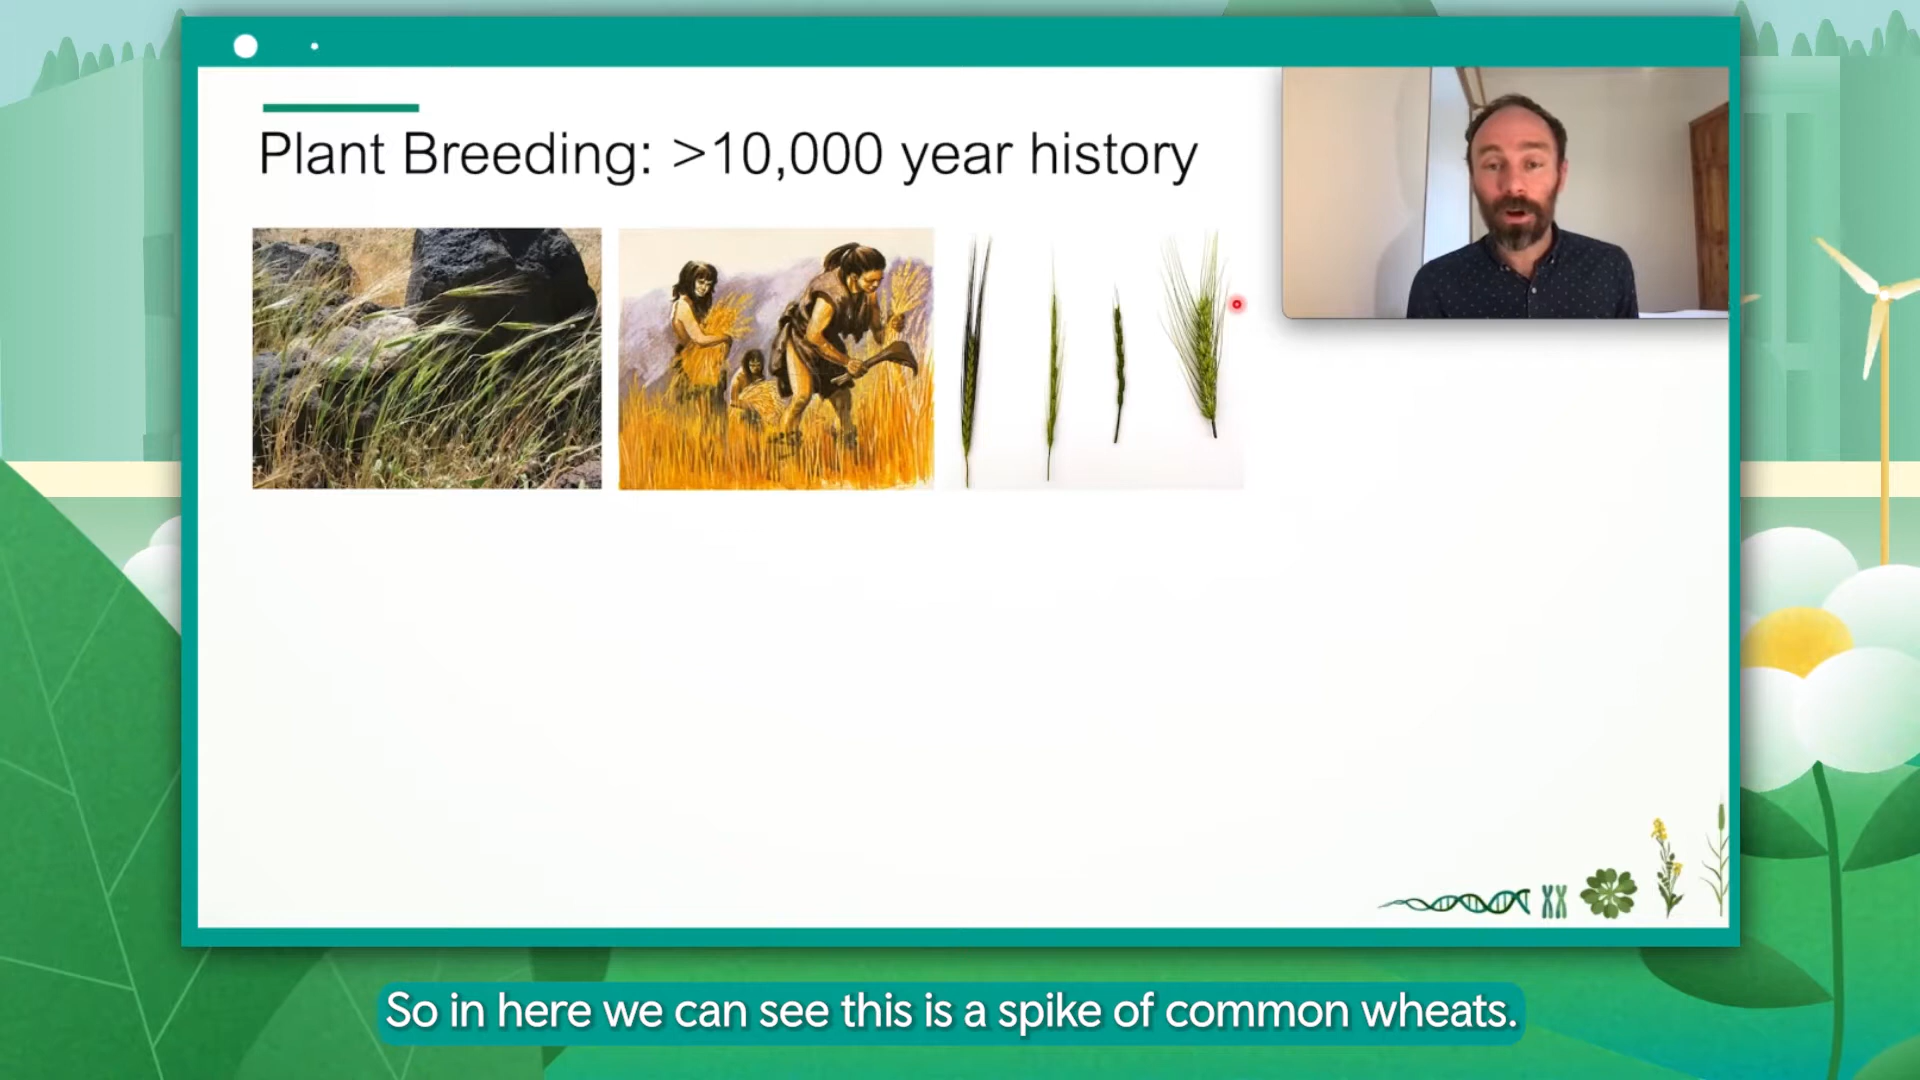 Plant Breeding: >10,000 year history
So in here we can see this is a spike of common wheats.